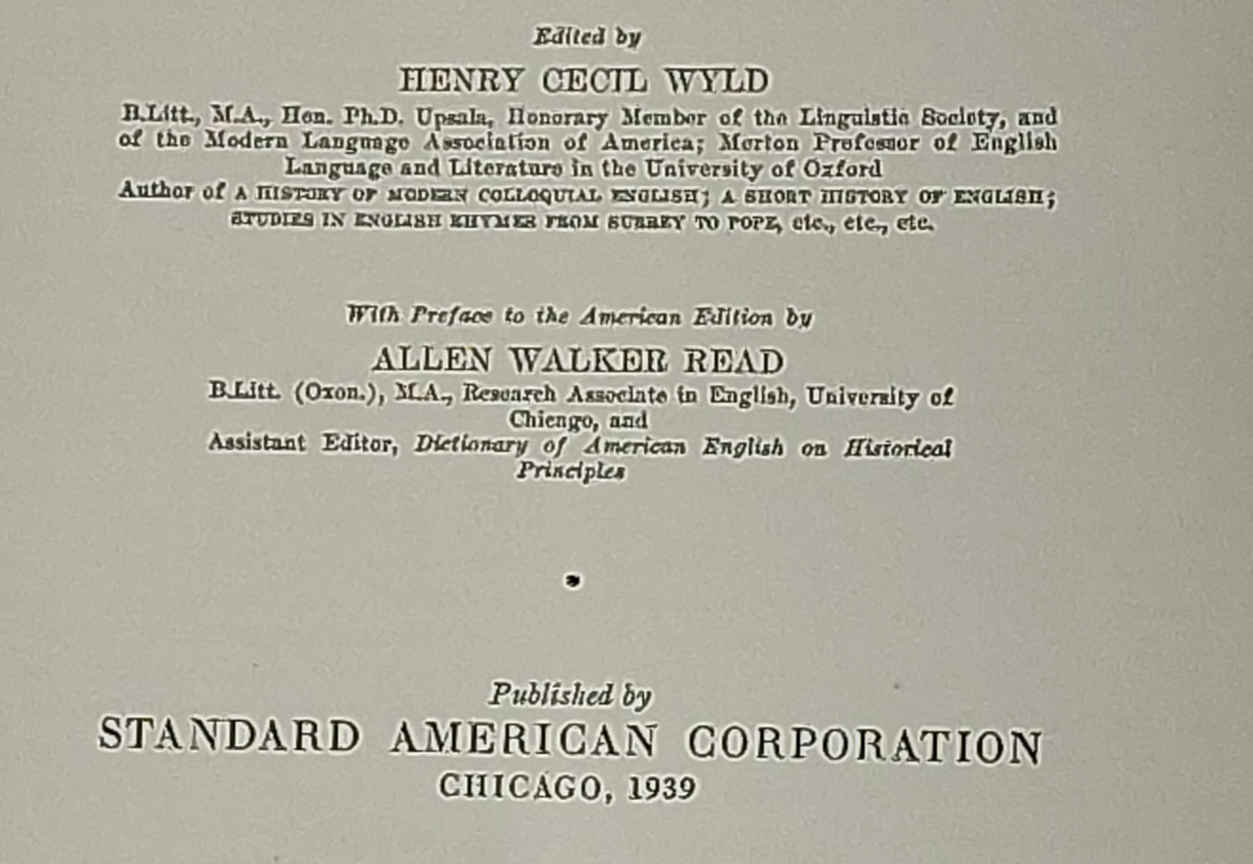 Edited by
HENRY CECIL WYLD
B.Litt., M.A., Hon. Ph.D. Upsala, Honorary Member of the Linguistic Society, and
of the Modern Language Association of America; Merton Professor of English
Language and Literature in the University of Oxford
Author of A HISTORY OF MODERN COLLOQUIAL ENGLISH; A SHORT HISTORY OF ENGLISH;
STUDIES IN ENGLISH RHYMES FROM SURREY TO POPE, etc., etc., etc.
With Preface to the American Edition by
ALLEN WALKER READ
B.Litt. (Oxon.), M.A., Research Associate in English, University of
Chicago, and
Assistant Editor, Dictionary of American English on Historical
Principles
Published by
STANDARD AMERICAN CORPORATION
CHICAGO, 1939